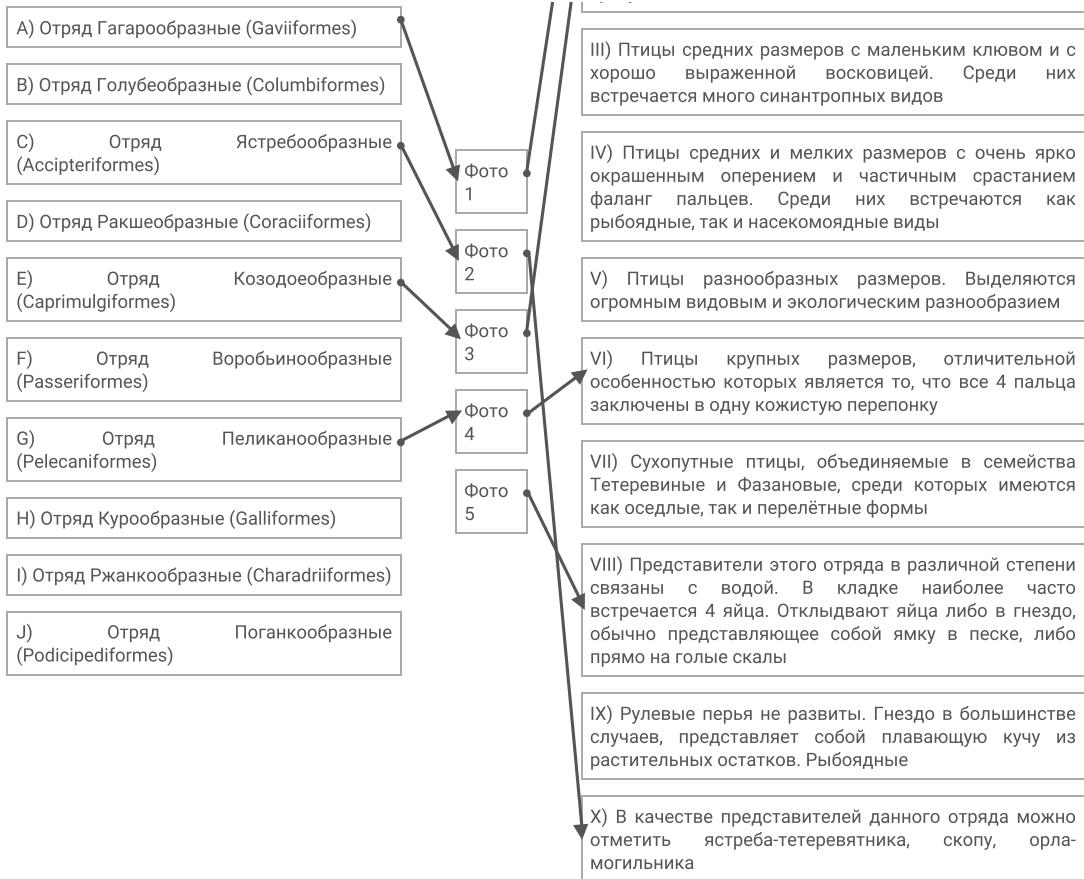 A) Отряд Гагарообразные (Gaviiformes)
B) Отряд Голубеобразные (Columbiformes)
C) Отряд Ястребообразные
(Accipteriformes)
D) Отряд Ракшеобразные (Coraciiformes)
E) Отряд Козодоеобразные
(Caprimulgiformes)
F) Отряд Воробьинообразные
(Passeriformes)
G) Отряд Пеликанообразные
(Pelecaniformes)
H) Отряд Курообразные (Galliformes)
I) Отряд Ржанкообразные (Charadriiformes)
J) Отряд Поганкообразные
(Podicipediformes)
Фото
1
Фото
2
Фото
3
Фото
4
Фото
5
III) Птицы средних размеров с маленьким клювом и с
хорошо выраженной восковицей. Среди них
встречается много синантропных видов
IV) Птицы средних и мелких размеров с очень ярко
окрашенным оперением и частичным срастанием
фаланг пальцев. Среди них встречаются как
рыбоядные, так и насекомоядные виды
V) Птицы разнообразных размеров. Выделяются
огромным видовым и экологическим разнообразием
VI) Птицы крупных размеров, отличительной
особенностью которых является то, что все 4 пальца
заключены в одну кожистую перепонку
VII) Сухопутные птицы, объединяемые в семейства
Тетеревиные и Фазановые, среди которых имеются
как оседлые, так и перелётные формы
VIII) Представители этого отряда в различной степени
связаны с водой. В кладке наиболее часто
встречается 4 яйца. Отклыдвают яйца либо в гнездо,
обычно представляющее собой ямку в песке, либо
прямо на голые скалы
IX) Рулевые перья не развиты. Гнездо в большинстве
случаев, представляет собой плавающую кучу из
растительных остатков. Рыбоядные
X) В качестве представителей данного отряда можно
отметить ястреба-тетеревятника, скопу, орла-
могильника